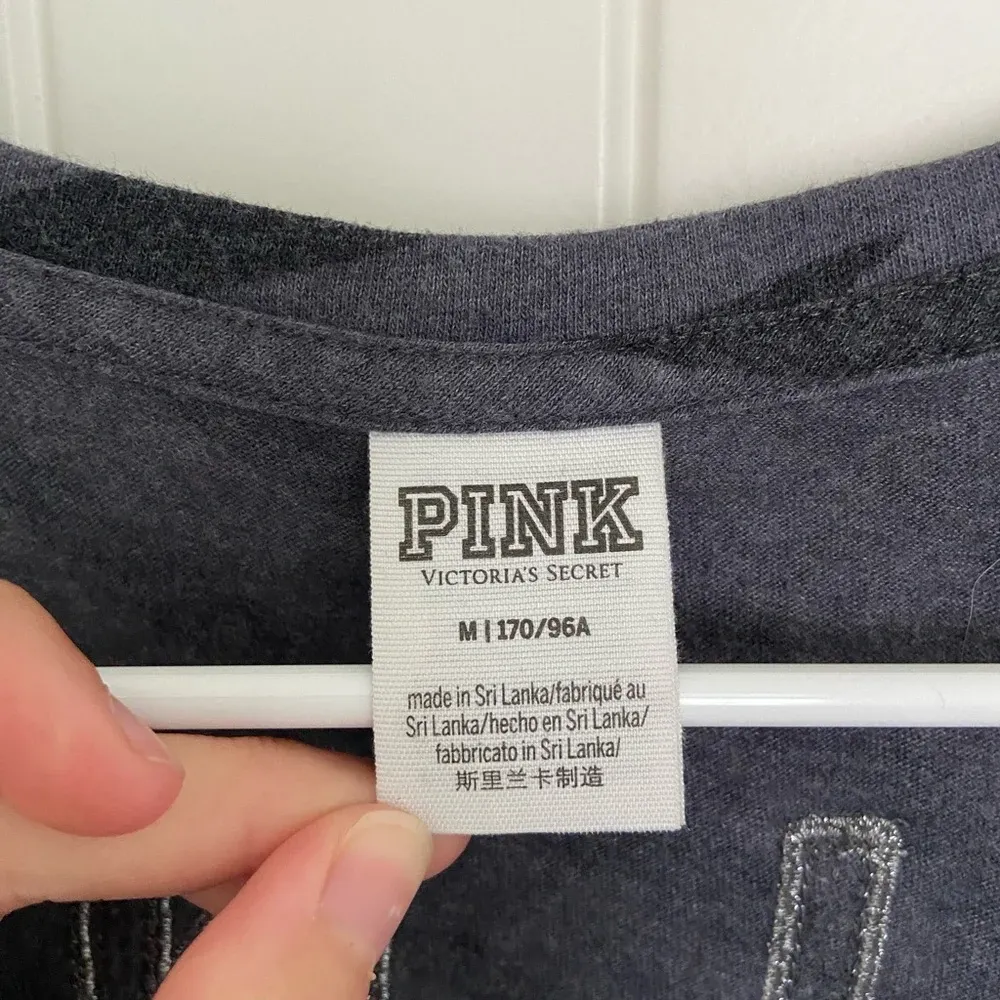 PINK
VICTORIA'S SECRET
M | 170/96A
made in Sri Lanka/fabriqué au
Sri Lanka/hecho en Sri Lanka/
fabbricato in Sri Lanka/
斯里兰卡制造